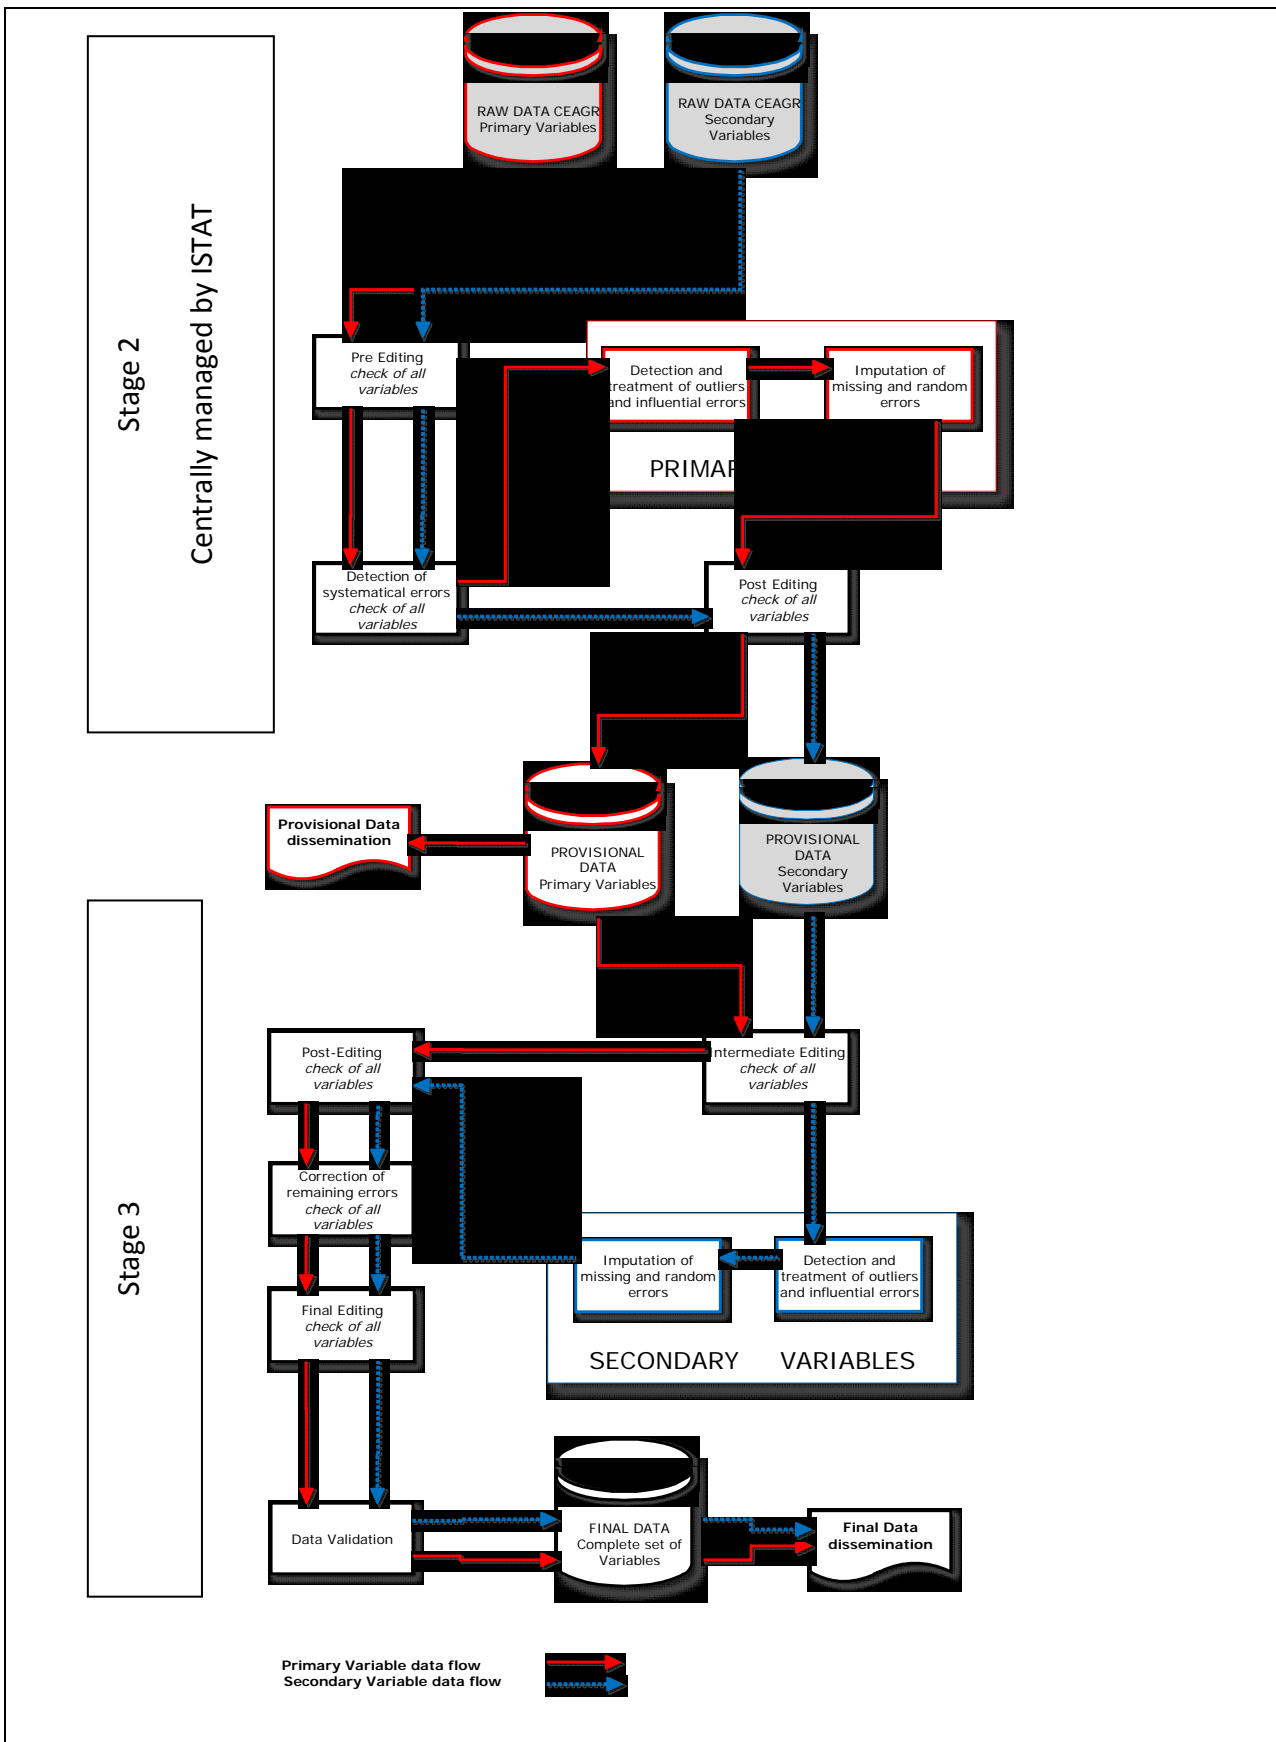 RAW DATA CEAGR
Primary Variables
RAW DATA CEAGR
Secondary
Variables
Stage 2
Centrally managed by ISTAT
Pre Editing
check of all
variables
Detection and
treatment of outliers
and influential errors
Imputation of
missing and random
errors
Detection of
systematical errors
check of all
variables
Post Editing
check of all
variables
Provisional Data
dissemination
PROVISIONAL
DATA
Primary Variables
PROVISIONAL
DATA
Secondary
Variables
Stage 3
Post-Editing
check of all
variables
Intermediate Editing
check of all
variables
Correction of
remaining errors
check of all
variables
Imputation of
missing and random
errors
Detection and
treatment of outliers
and influential errors
Final Editing
check of all
variables
SECONDARY VARIABLES
Data Validation
FINAL DATA
Complete set of
Variables
Final Data
dissemination
Primary Variable data flow
Secondary Variable data flow